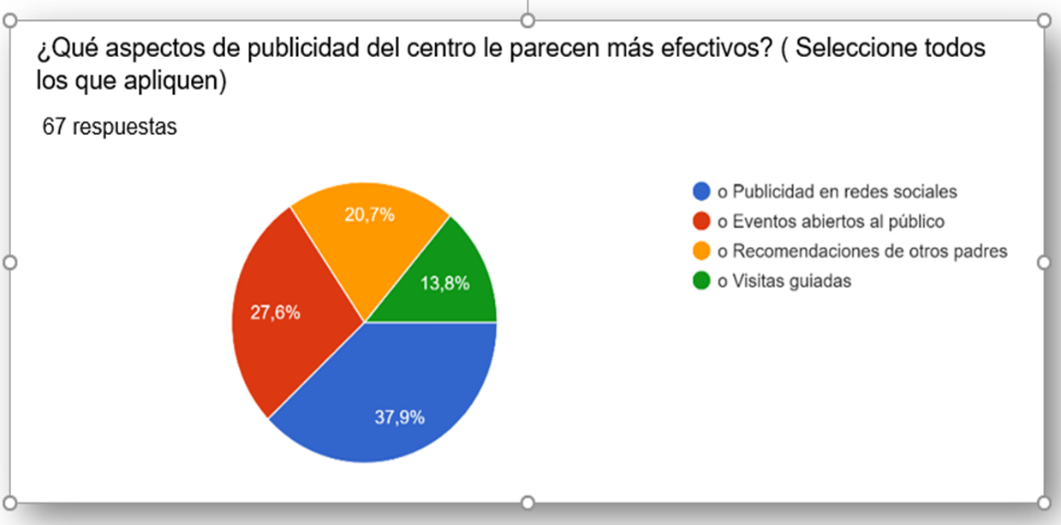 ¿Qué aspectos de publicidad del centro le parecen más efectivos? ( Seleccione todos
los que apliquen)
67 respuestas
20,7%
13,8%
27,6%
37,9%
o Publicidad en redes sociales
o Eventos abiertos al público
o Recomendaciones de otros padres
o Visitas guiadas